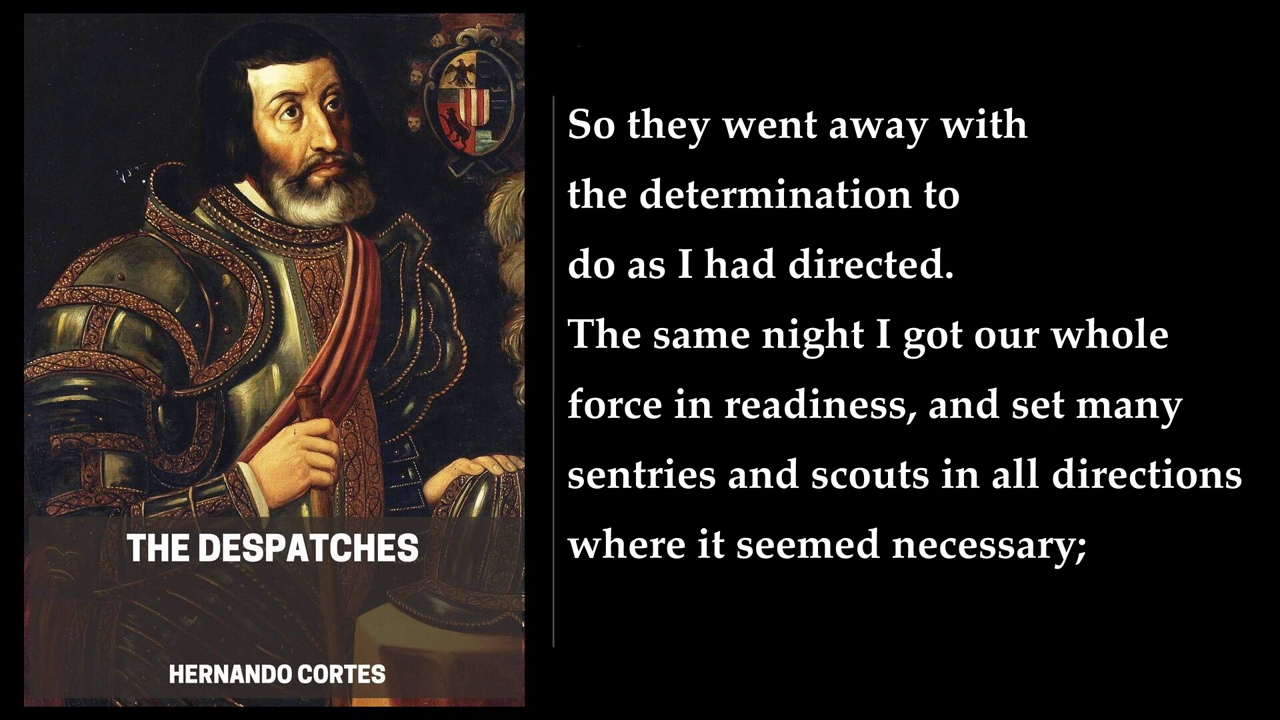 THE DESPATCHES
HERNANDO CORTES
So they went away with
the determination to
do as I had directed.
The same night I got our whole
force in readiness, and set many
sentries and scouts in all directions
where it seemed necessary;